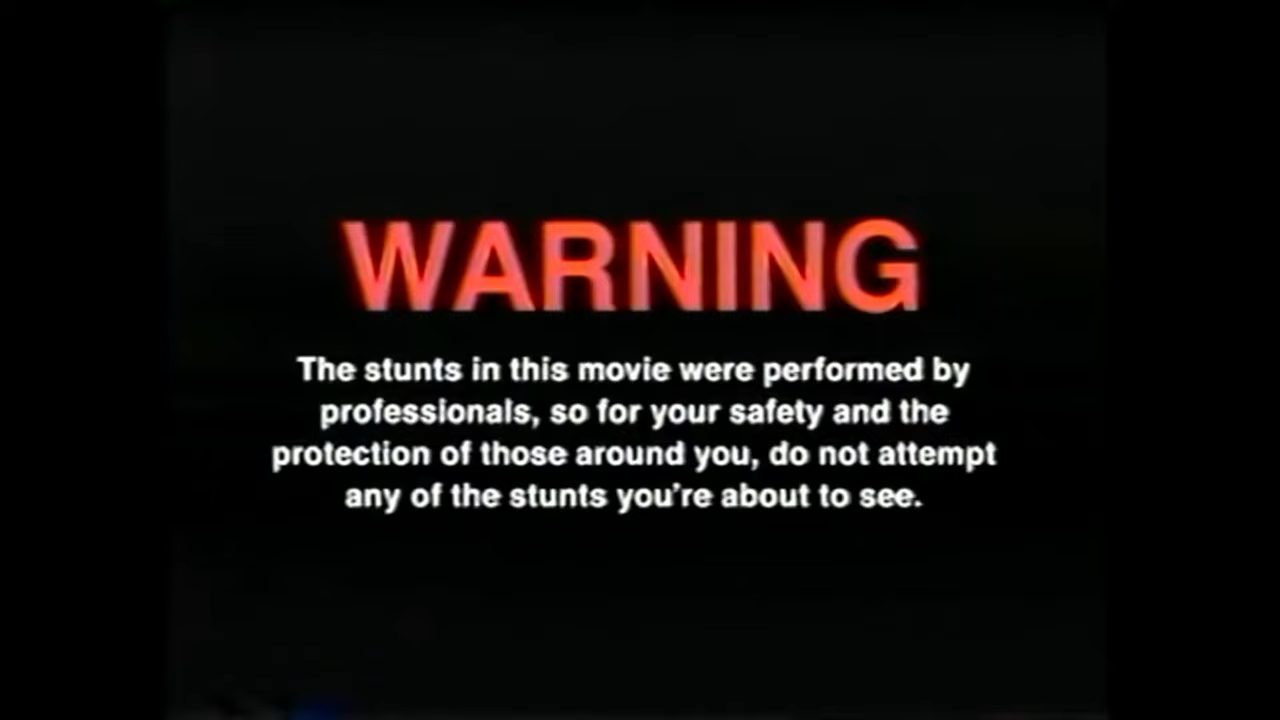 WARNING
The stunts in this movie were performed by
professionals, so for your safety and the
protection of those around you, do not attempt
any of the stunts you're about to see.